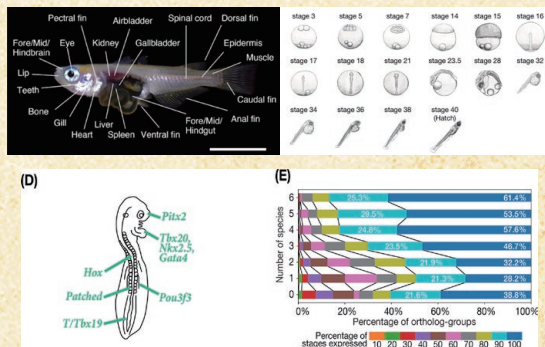 Pectral fin
Airbladder
Spinal cord
Dorsal fin
Fore/Mid/
Hindbrain
Eye
Kidney
Gallbladder
Epidermis
Muscle
Lip
Teeth
Bone
Gill
Heart
Liver
Spleen
Ventral fin
Fore/Mid/
Hindgut
Anal fin
Caudal fin
stage 3
stage 5
stage 7
stage 14
stage 15
stage 16
stage 17
stage 18
stage 21
stage 23.5
stage 28
stage 32
stage 34
stage 36
stage 38
stage 40
(Hatch)
(D)
Pitx2
Tbx20,
Nkx2.5,
Gata4
Hox
Patched
Pou3f3
T/Tbx19
(E)
Number of species
6 25.3% 61.4%
5 29.5% 53.5%
4 24.8% 57.6%
3 23.5% 46.7%
2 21.9% 32.2%
1 21.3% 28.2%
0 21.6% 38.8%
0% 20% 40% 60% 80% 100%
Percentage of ortholog-groups
Percentage of
stages expressed
10 20 30 40 50 60 70 80 90 100